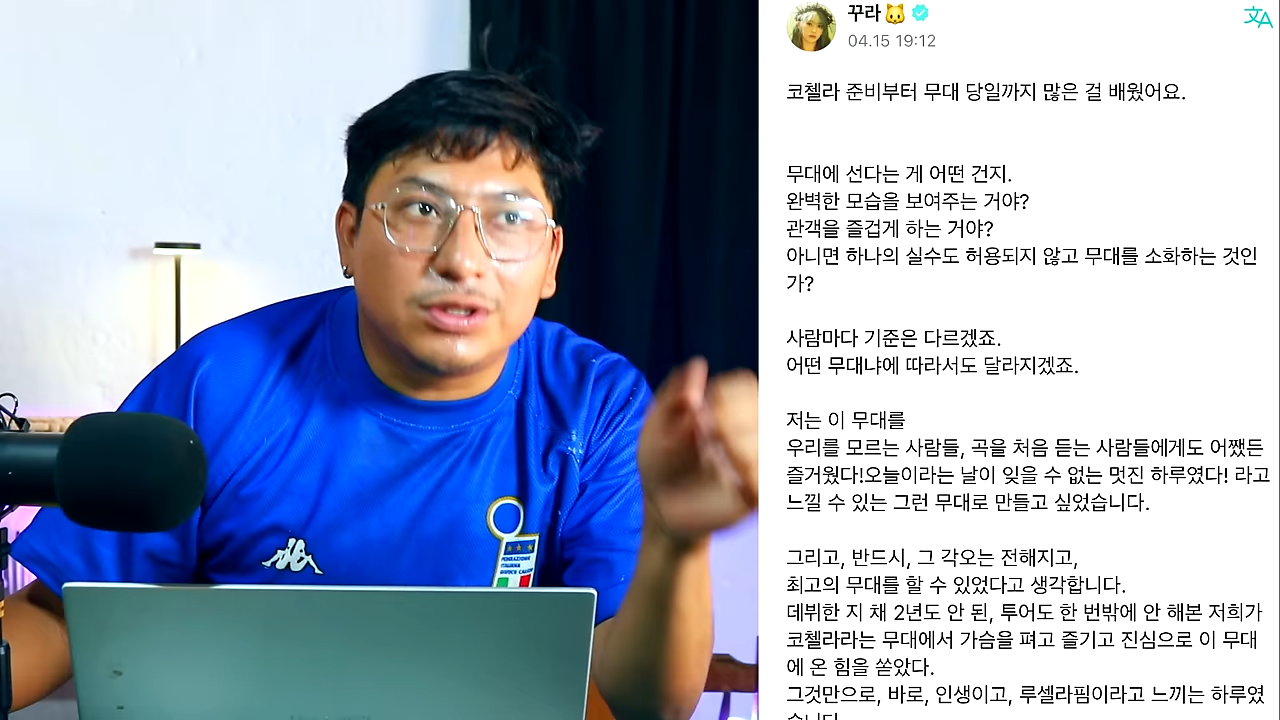 꾸라🐱
04.15 19:12
코첼라 준비부터 무대 당일까지 많은 걸 배웠어요.
무대에 선다는 게 어떤 건지.
완벽한 모습을 보여주는 거야?
관객을 즐겁게 하는 거야?
아니면 하나의 실수도 허용되지 않고 무대를 소화하는 것인
가?
사람마다 기준은 다르겠죠.
어떤 무대냐에 따라서도 달라지겠죠.
저는 이 무대를
우리를 모르는 사람들, 곡을 처음 듣는 사람들에게도 어쨌든
즐거웠다!오늘이라는 날이 잊을 수 없는 멋진 하루였다! 라고
느낄 수 있는 그런 무대로 만들고 싶었습니다.
그리고, 반드시, 그 각오는 전해지고,
최고의 무대를 할 수 있었다고 생각합니다.
데뷔한 지 채 2년도 안 된, 투어도 한 번밖에 안 해본 저희가
코첼라라는 무대에서 가슴을 펴고 즐기고 진심으로 이 무대
에 온 힘을 쏟았다.
그것만으로, 바로, 인생이고, 루셀라핌이라고 느끼는 하루였
습니다